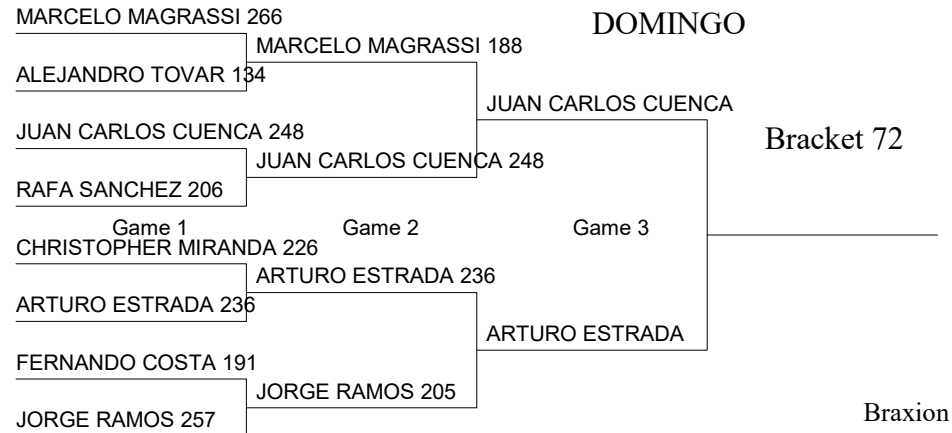 MARCELO MAGRASSI 266
DOMINGO
MARCELO MAGRASSI 188
ALEJANDRO TOVAR 134
JUAN CARLOS CUENCA
JUAN CARLOS CUENCA 248
Bracket 72
JUAN CARLOS CUENCA 248
RAFA SANCHEZ 206
Game 1
Game 2
Game 3
CHRISTOPHER MIRANDA 226
ARTURO ESTRADA 236
ARTURO ESTRADA 236
ARTURO ESTRADA
FERNANDO COSTA 191
JORGE RAMOS 205
JORGE RAMOS 257
Braxion